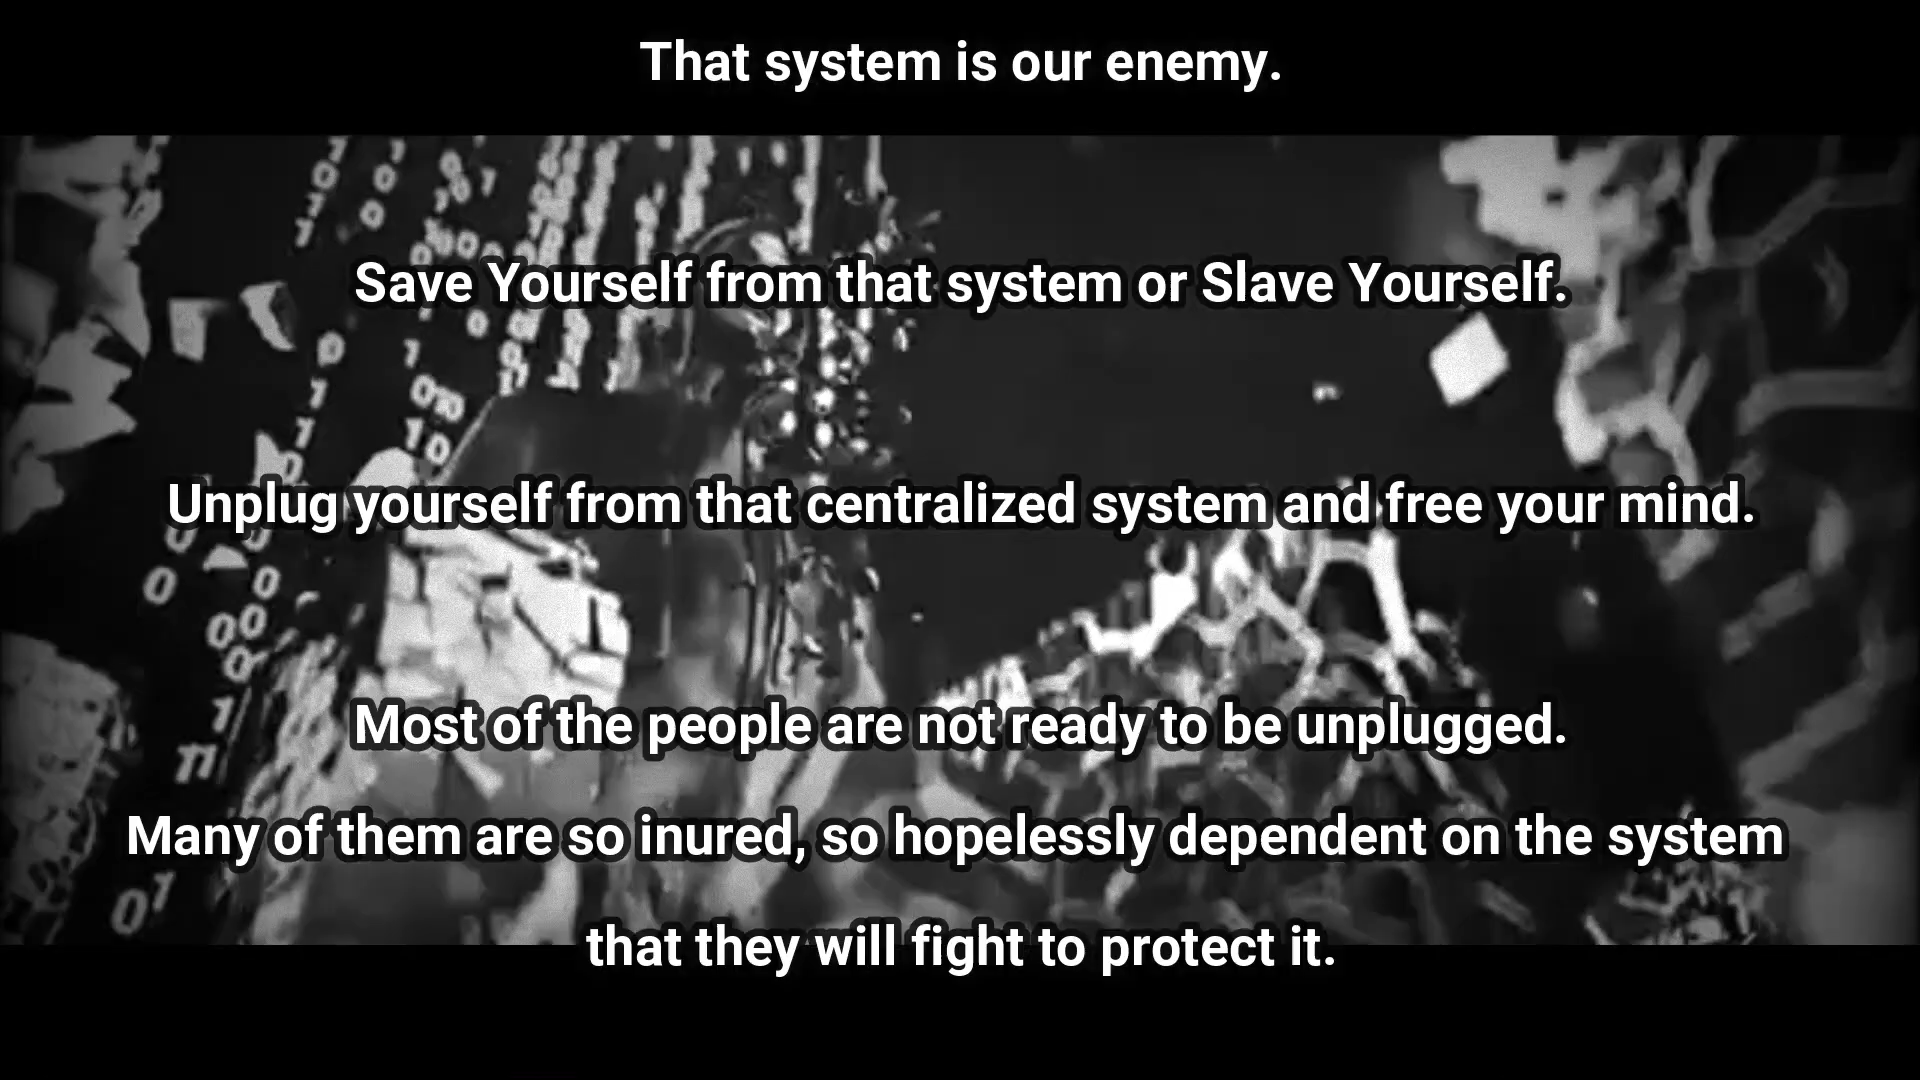 That system is our enemy.
Save Yourself from that system or Slave Yourself.
Unplug yourself from that centralized system and free your mind.
Most of the people are not ready to be unplugged.
Many of them are so inured, so hopelessly dependent on the system
that they will fight to protect it.